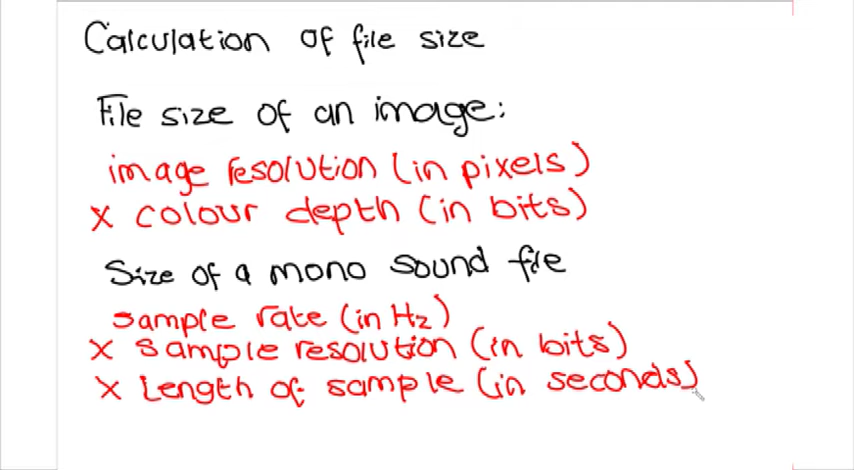 Calculation of file size
File size of an image:
image resolution (in pixels)
X colour depth (in bits)
Size of a mono sound file
sample rate (in Hz)
X sample resolution (in bits)
X Length of sample (in seconds)